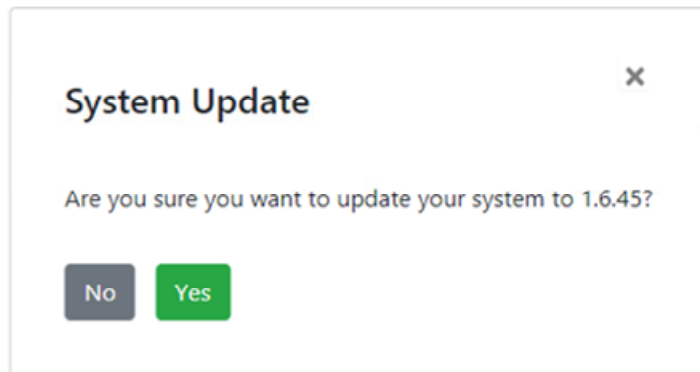 System Update
Are you sure you want to update your system to 1.6.45?
No Yes